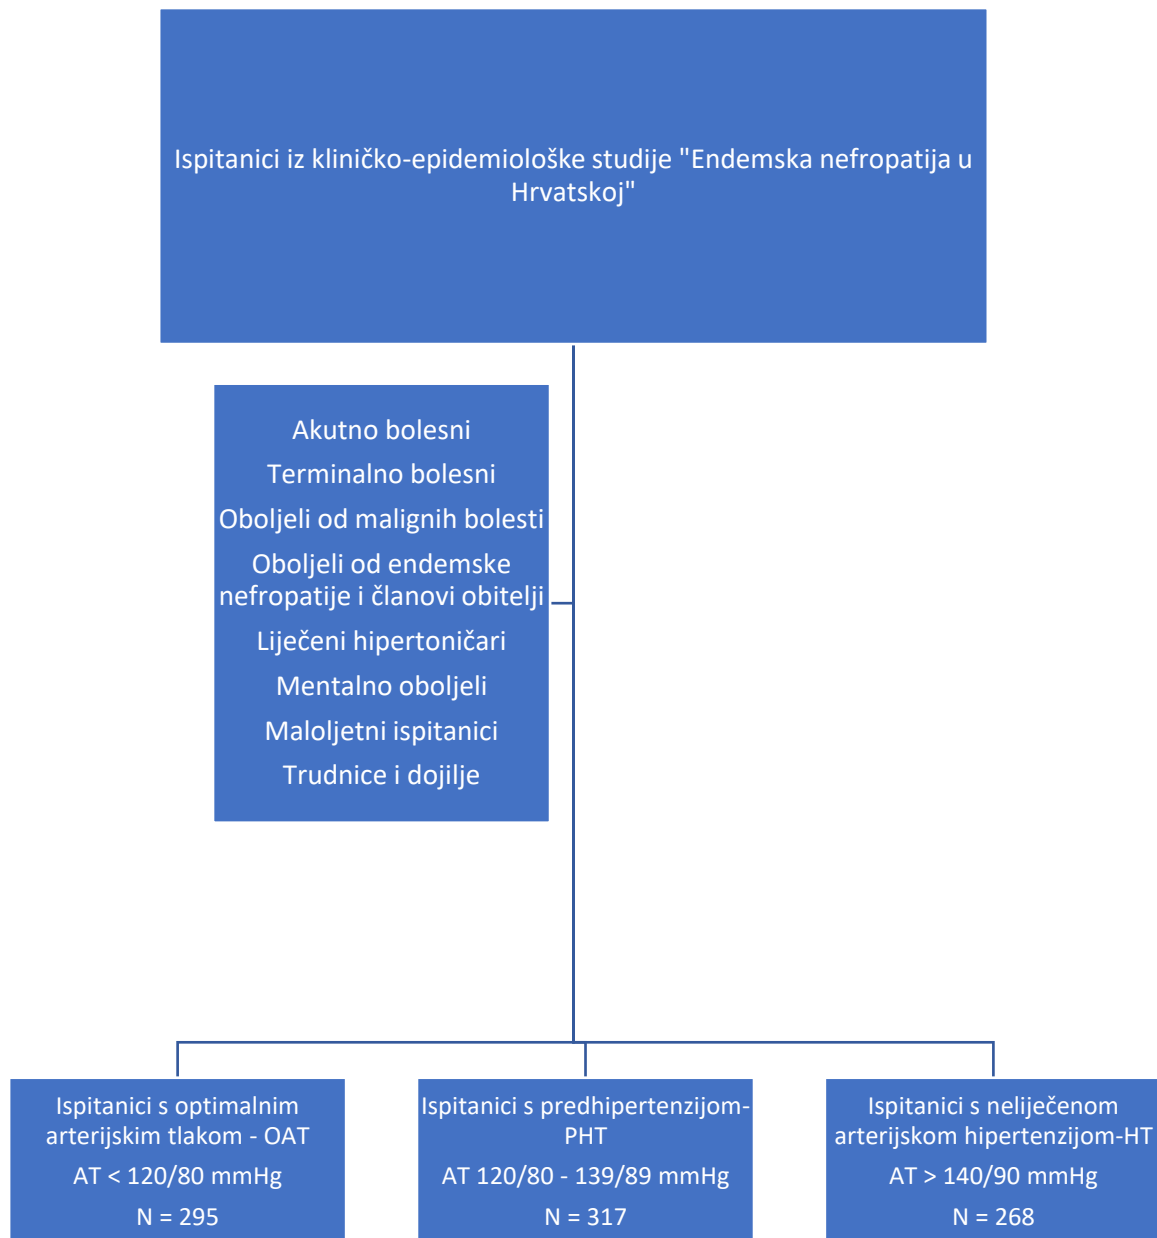 Ispitanici iz kliničko-epidemiološke studije "Endemska nefropatija u
Hrvatskoj"
Akutno bolesni
Terminalno bolesni
Oboljeli od malignih bolesti
Oboljeli od endemske
nefropatije i članovi obitelji
Liječeni hipertoničari
Mentalno oboljeli
Maloljetni ispitanici
Trudnice i dojilje
Ispitanici s optimalnim
arterijskim tlakom - OAT
AT < 120/80 mmHg
N = 295
Ispitanici s predhipertenzijom-
PHT
AT 120/80 - 139/89 mmHg
N = 317
Ispitanici s neliječenom
arterijskom hipertenzijom-HT
AT > 140/90 mmHg
N = 268